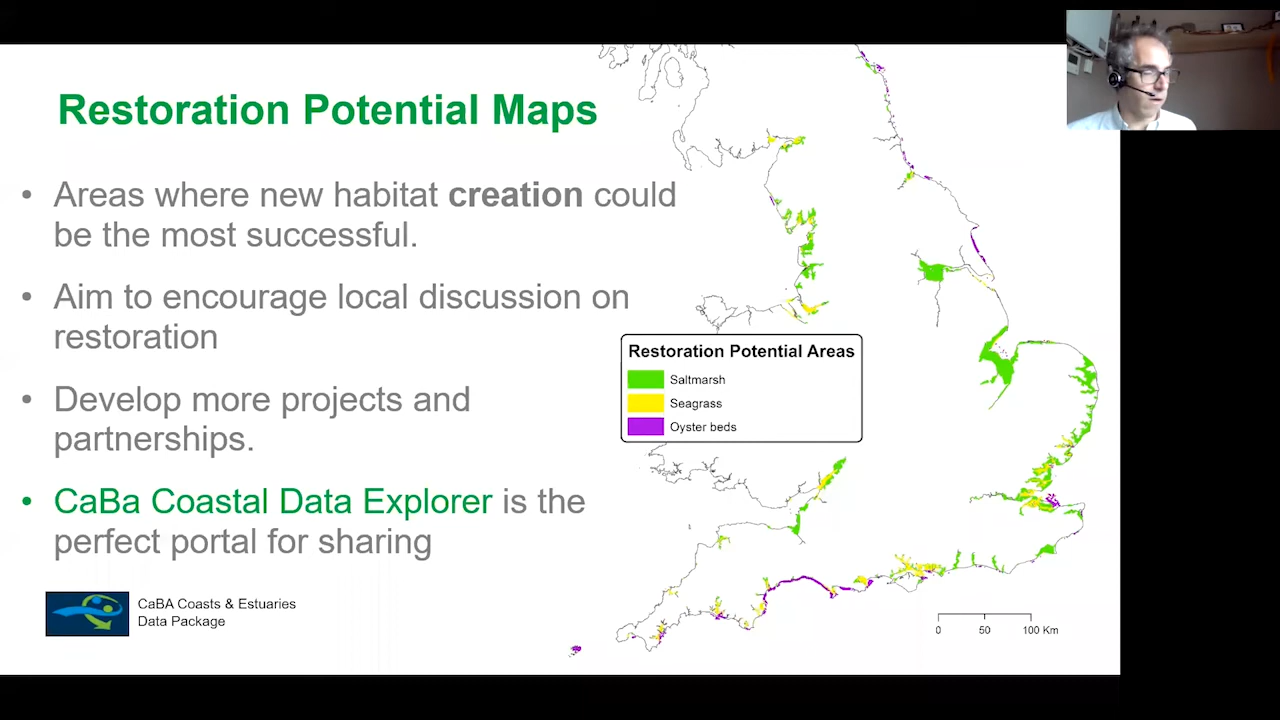 Restoration Potential Maps
• Areas where new habitat creation could
be the most successful.
• Aim to encourage local discussion on
restoration
• Develop more projects and
partnerships.
• CaBa Coastal Data Explorer is the
perfect portal for sharing
CaBA Coasts & Estuaries
Data Package
Restoration Potential Areas
Saltmarsh
Seagrass
Oyster beds
0 50 100 Km